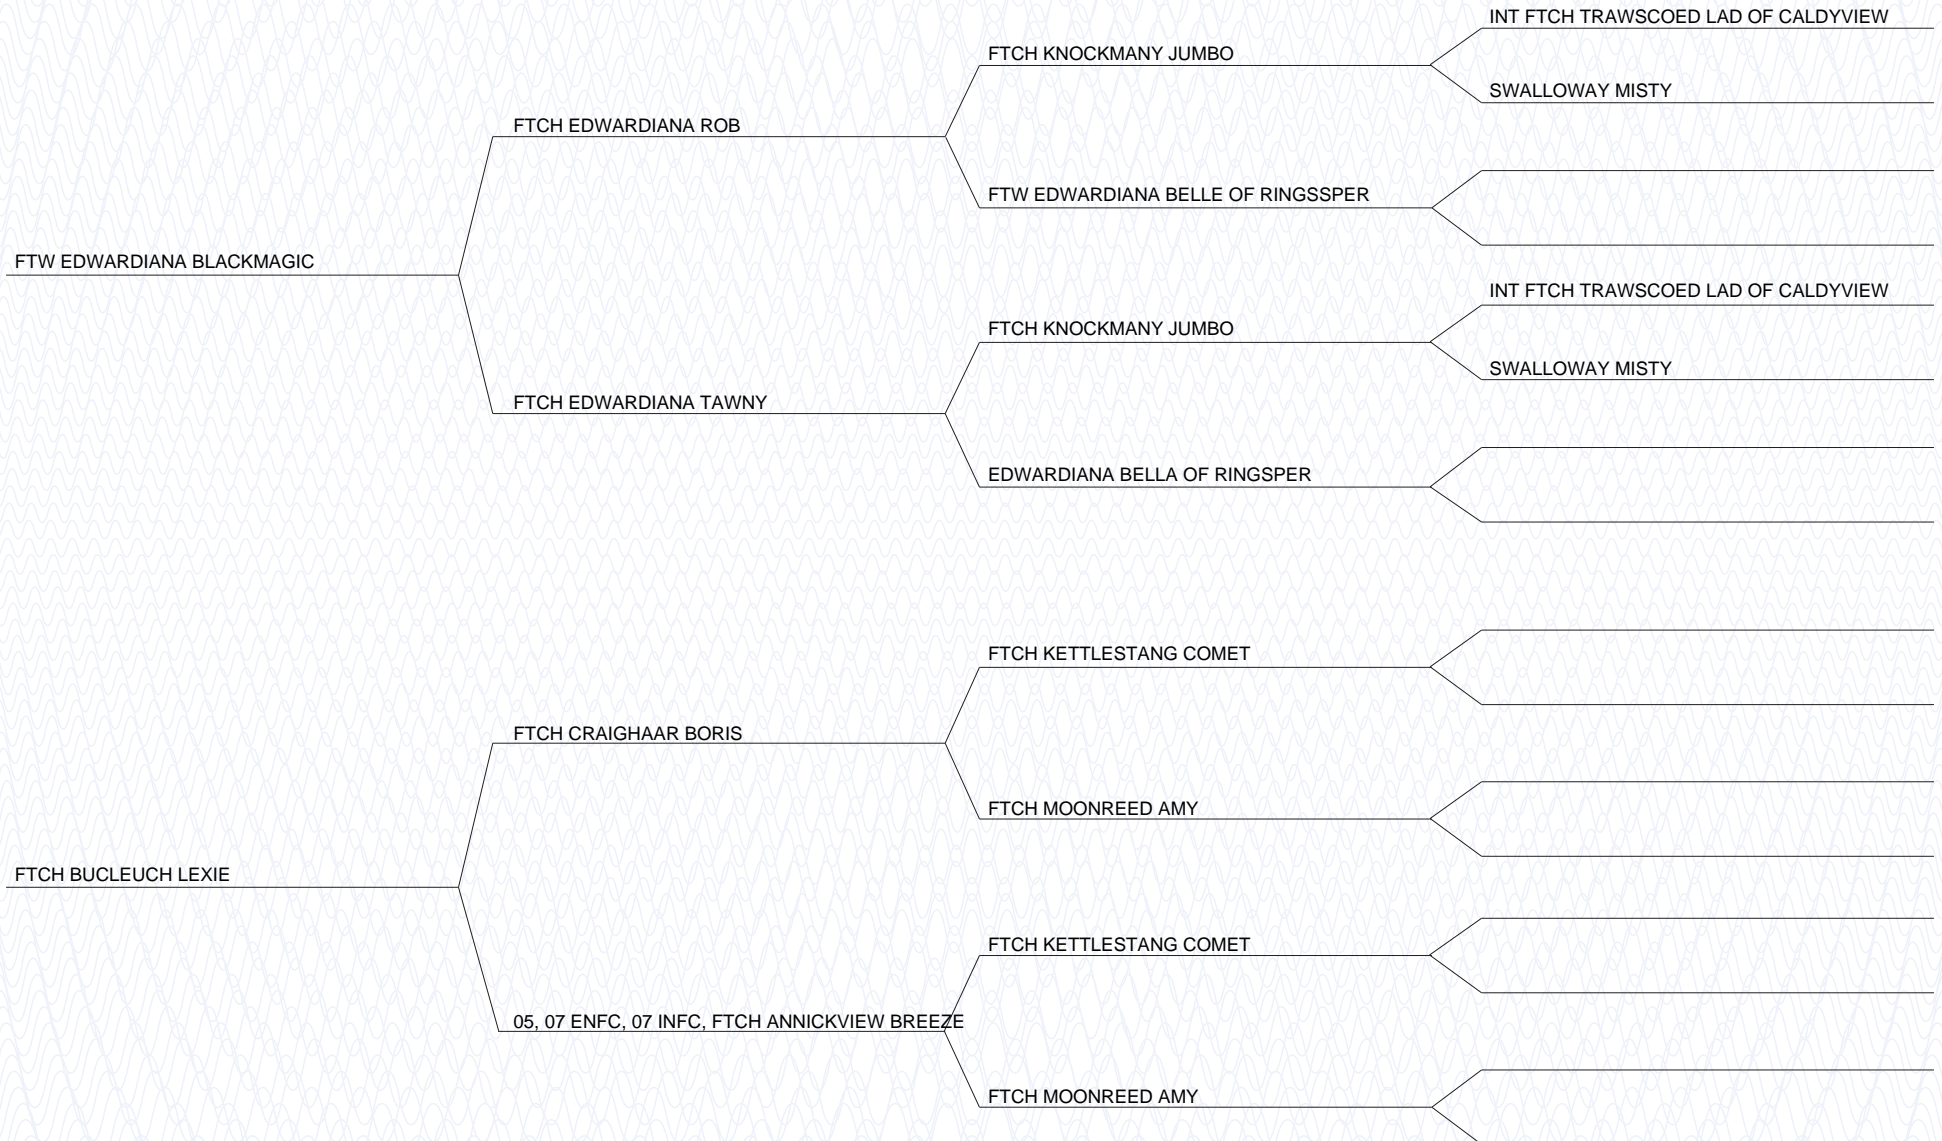 INT FTCH TRAWSCOED LAD OF CALDYVIEW
FTCH KNOCKMANY JUMBO
SWALLOWAY MISTY
FTCH EDWARDIANA ROB
FTW EDWARDIANA BELLE OF RINGSSPER
FTW EDWARDIANA BLACKMAGIC
INT FTCH TRAWSCOED LAD OF CALDYVIEW
FTCH KNOCKMANY JUMBO
SWALLOWAY MISTY
FTCH EDWARDIANA TAWNY
EDWARDIANA BELLA OF RINGSPER
FTCH KETTLESTANG COMET
FTCH CRAIGHAAR BORIS
FTCH MOONREED AMY
FTCH BUCLEUCH LEXIE
FTCH KETTLESTANG COMET
05, 07 ENFC, 07 INFC, FTCH ANNICKVIEW BREEZE
FTCH MOONREED AMY